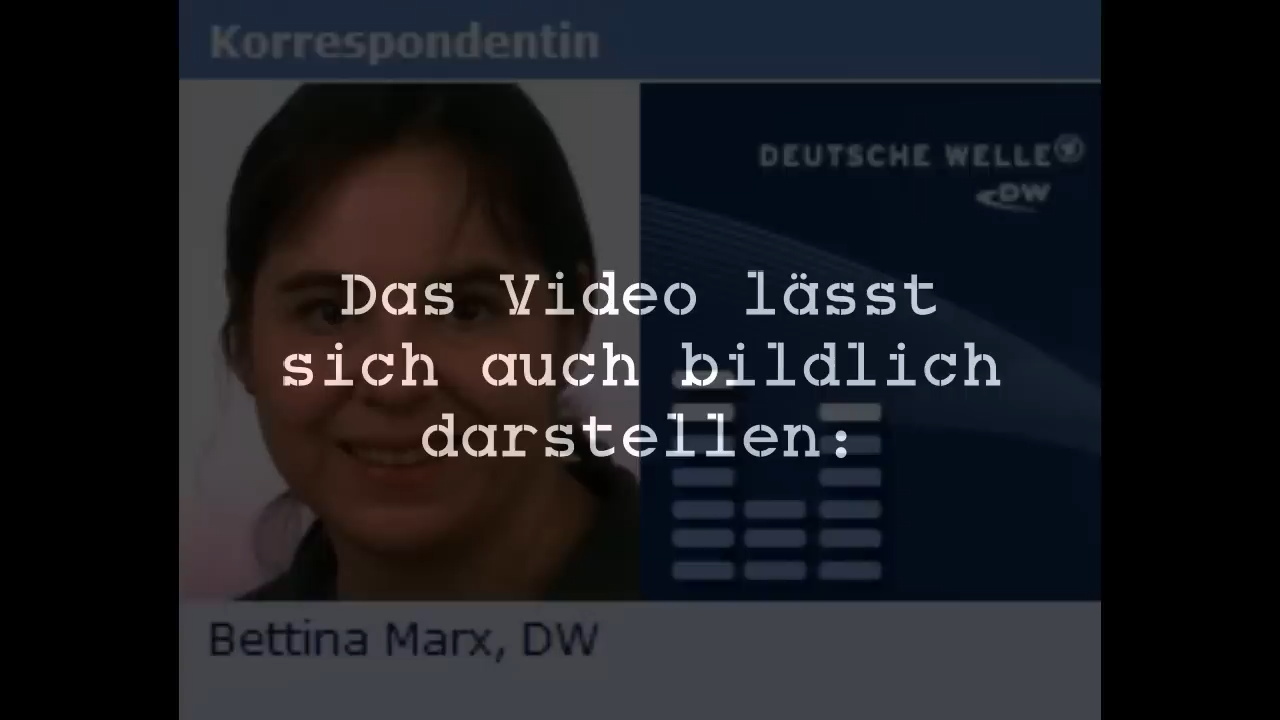 Korrespondentin
DEUTSCHE WELLE
DW
Das Video lässt
sich auch bildlich
darstellen:
Bettina Marx, DW